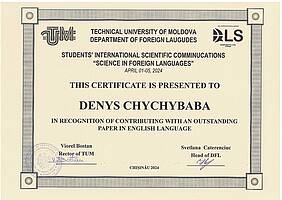 TUM
TECHNICAL UNIVERSITY OF MOLDOVA
DEPARTMENT OF FOREIGN LAUGUDES
DLS
STUDENTS' INTERNATIONAL SCIENTIFIC COMMINUCATIONS
"SCIENCE IN FOREIGN LANGUAGES"
APRIL 01-05, 2024
THIS CERTIFICATE IS PRESENTED TO
DENYS CHYCHYBABA
IN RECOGNITION OF CONTRIBUTING WITH AN OUTSTANDING
PAPER IN ENGLISH LANGUAGE
Viorel Bostan
Rector of TUM
Svetlana Caterenciuc
Head of DFL
CHIȘINĂU 2024